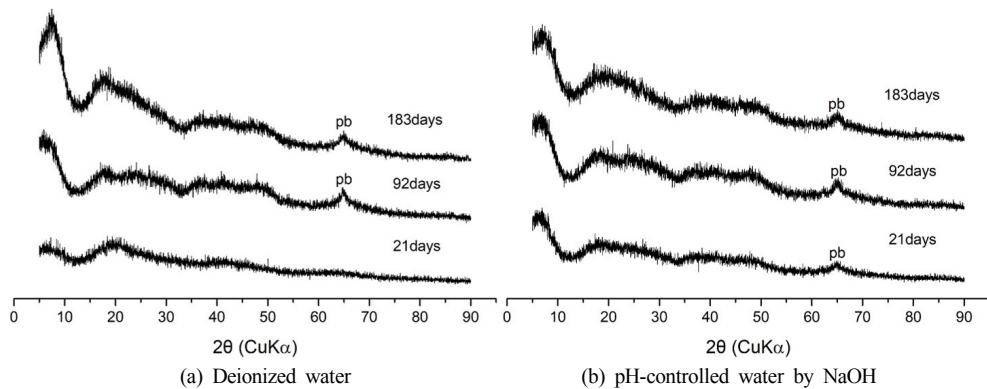 183days
pb
92days
pb
21days
0 10 20 30 40 50 60 70 80 90
2θ (CuKα)
(a) Deionized water
183days
pb
92days
pb
21days
pb
0 10 20 30 40 50 60 70 80 90
2θ (CuKα)
(b) pH-controlled water by NaOH